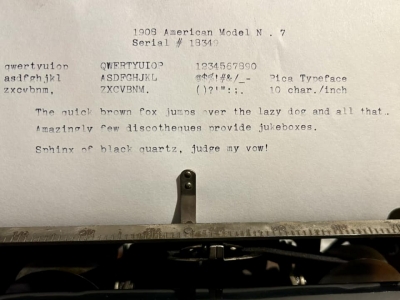 1908 American Model N . 7
Serial # 18349
qwertyuiop QWERTYUIOP 1234567890
asdfghjkl ASDFGHJKL #$%!#&/_- Pica Typeface
zxcvbnm, ZXCVBNM. ()?'":;. 10 char./inch
The quick brown fox jumps over the lazy dog and all that..
Amazingly few discotheques provide jukeboxes.
Sphinx of black quartz, judge my vow!